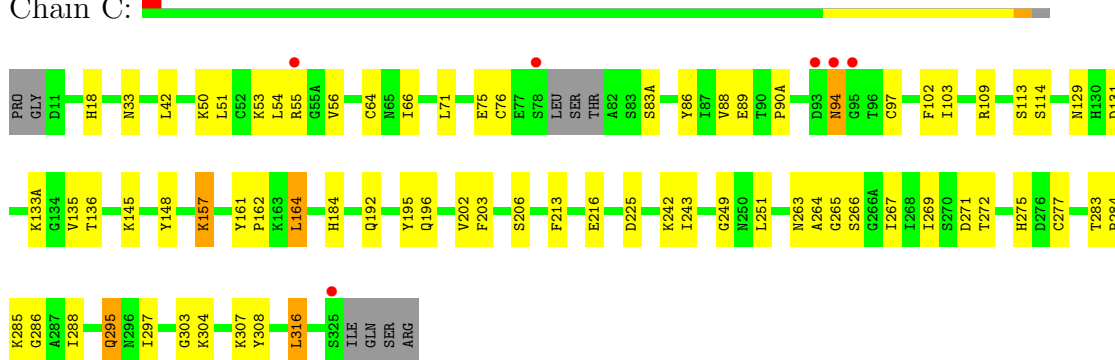 Chain C:
PRO GLY D11 H18 N33 L42 K50 L51 C52 K53 L54 R55 G55A V56 C64 N65 I66 L71 E75 C76 E77 S78 LEU SER THR A82 S83 S83A Y86 I87 V88 E89 T90 P90A D93 N94 G95 T96 C97 F102 I103 R109 S113 S114 N129 H130
K133A G134 V135 T136 K145 Y148 K157 Y161 P162 K163 L164 H184 Q192 Y195 Q196 V202 F203 S206 F213 E216 D225 K242 I243 G249 N250 L251 N263 A264 G265 S266 G266A I267 I268 I269 S270 D271 T272 H275 D276 C277 T283
K285 G286 A287 I288 Q295 N296 I297 G303 K304 K307 Y308 L316 S325 ILE GLN SER ARG